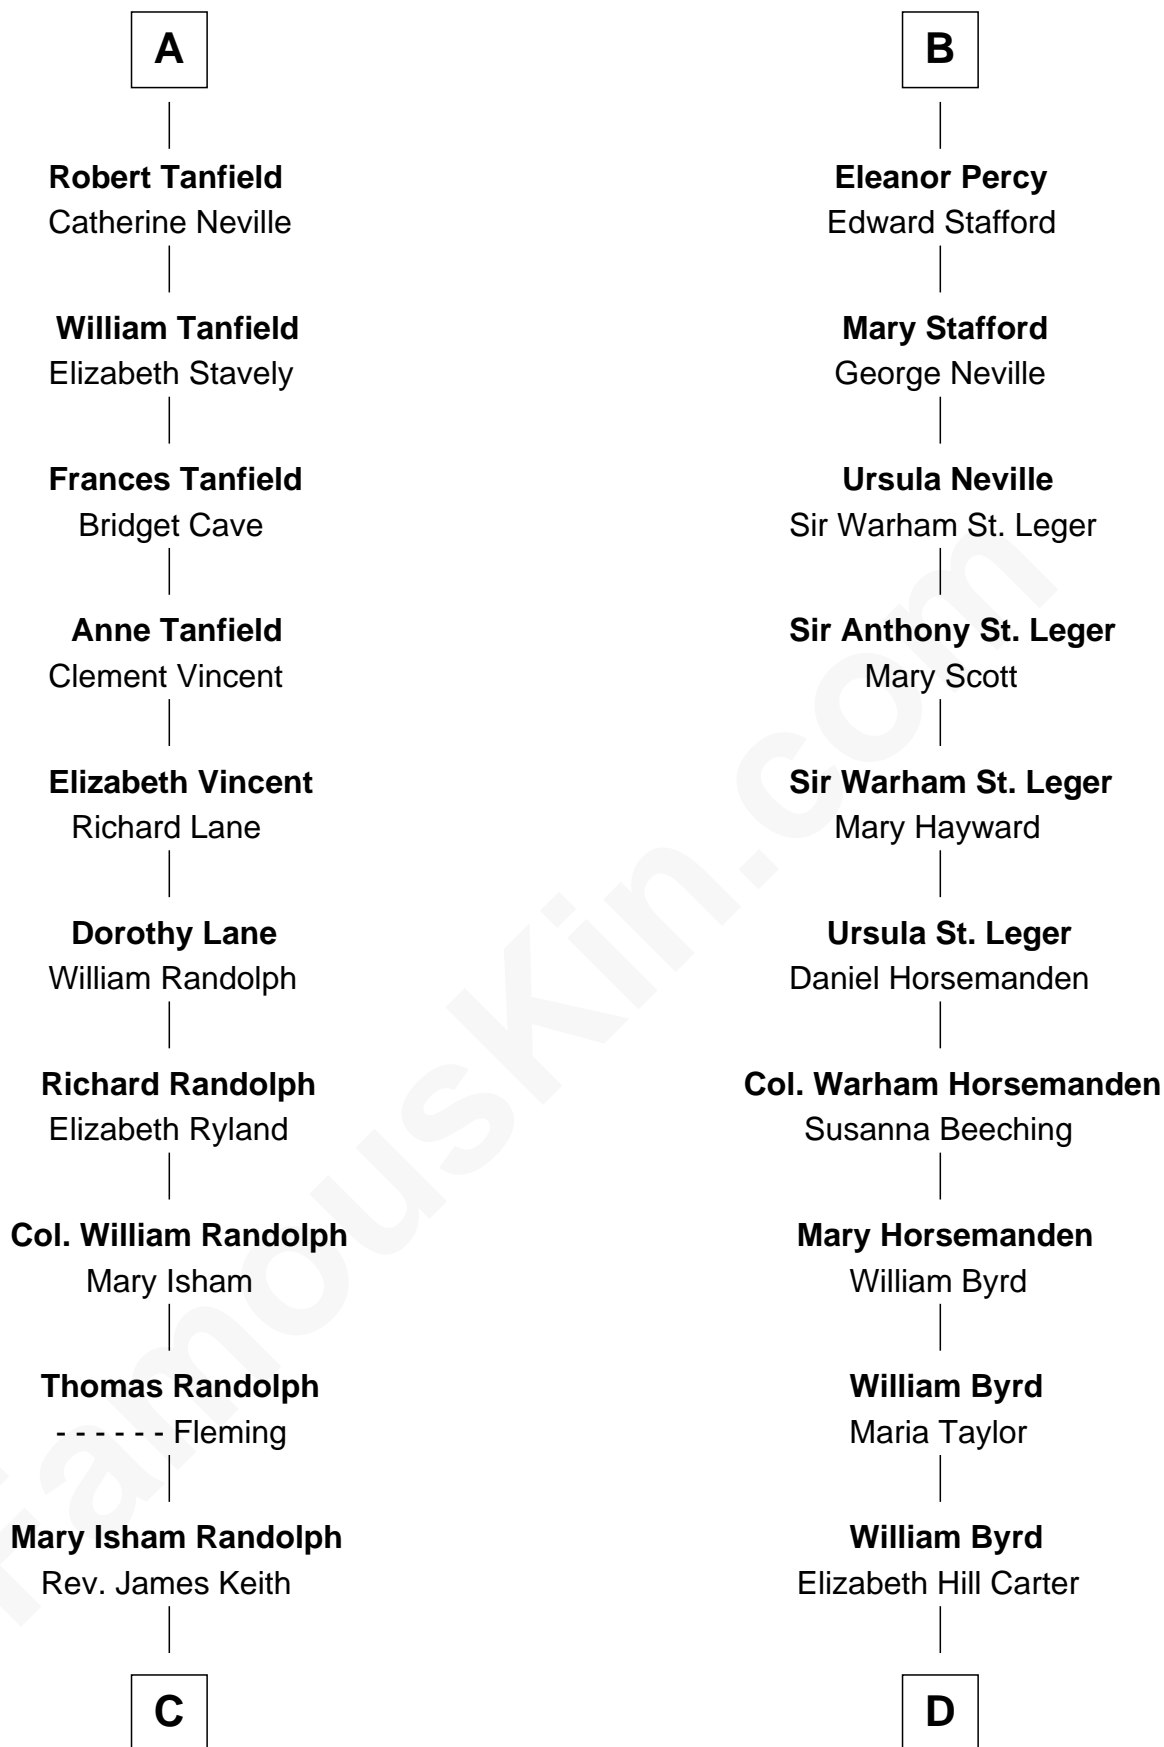 A
Robert Tanfield
Catherine Neville
William Tanfield
Elizabeth Stavely
Frances Tanfield
Bridget Cave
Anne Tanfield
Clement Vincent
Elizabeth Vincent
Richard Lane
Dorothy Lane
William Randolph
Richard Randolph
Elizabeth Ryland
Col. William Randolph
Mary Isham
Thomas Randolph
- - - - - - Fleming
Mary Isham Randolph
Rev. James Keith
C
B
Eleanor Percy
Edward Stafford
Mary Stafford
George Neville
Ursula Neville
Sir Warham St. Leger
Sir Anthony St. Leger
Mary Scott
Sir Warham St. Leger
Mary Hayward
Ursula St. Leger
Daniel Horsemanden
Col. Warham Horsemanden
Susanna Beeching
Mary Horsemanden
William Byrd
William Byrd
Maria Taylor
William Byrd
Elizabeth Hill Carter
D
FamousKin.com